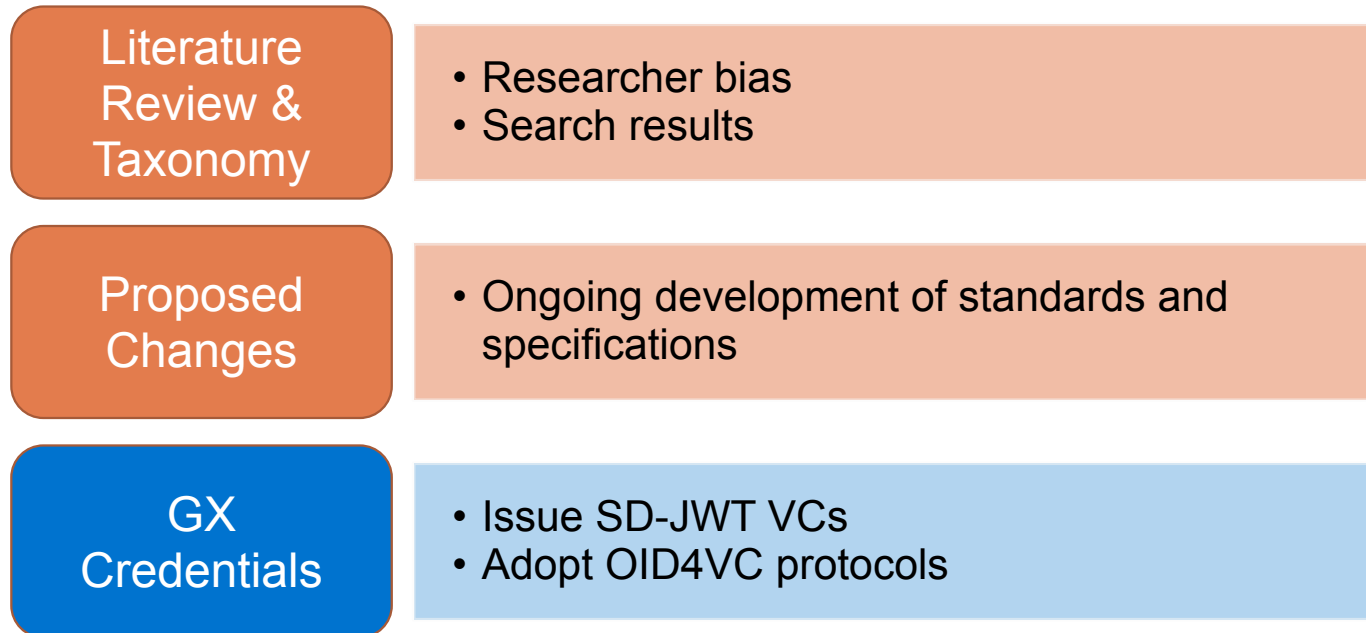 Literature
Review &
Taxonomy
• Researcher bias
• Search results
Proposed
Changes
• Ongoing development of standards and
specifications
GX
Credentials
• Issue SD-JWT VCs
• Adopt OID4VC protocols